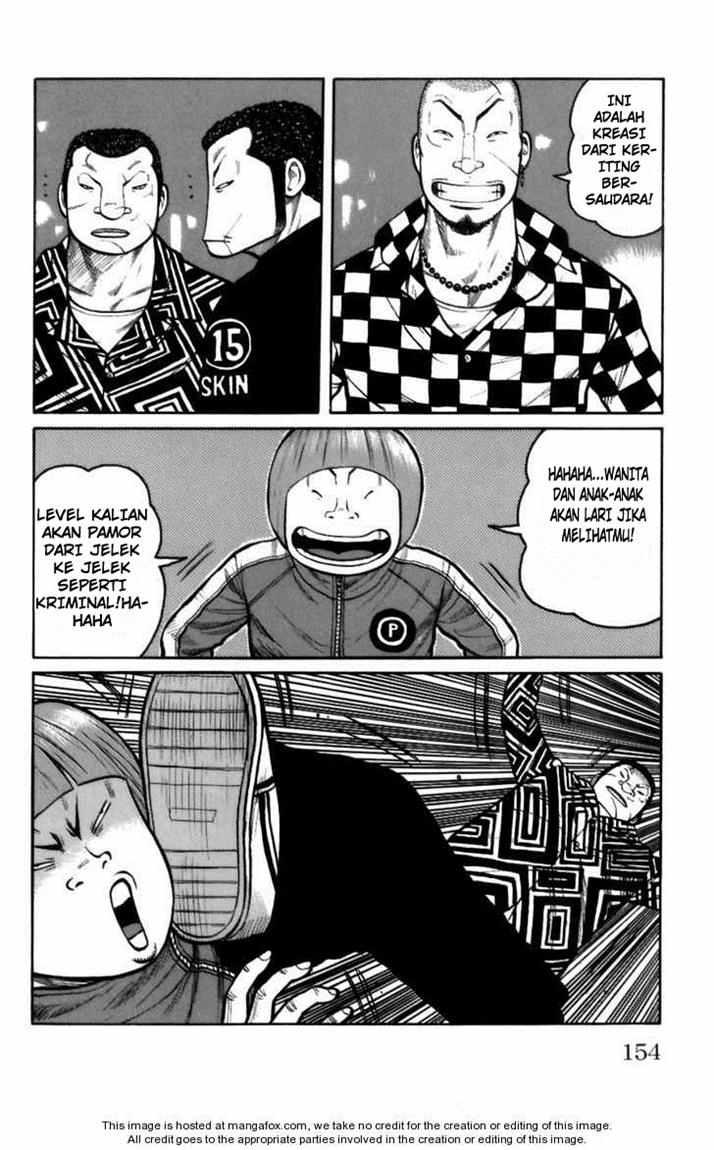 INI
ADALAH
KREASI
DARI KER-
ITING
BER-
SAUDARA!
15
SKIN
HAHAHA...WANITA
DAN ANAK-ANAK
AKAN LARI JIKA
MELIHATMU!
LEVEL KALIAN
AKAN PAMOR
DARI JELEK
KE JELEK
SEPERTI
KRIMINAL!HA-
HAHA
P
154
This image is hosted at mangafox.com, we take no credit for the creation or editing of this image.
All credit goes to the appropriate parties involved in the creation or editing of this image.